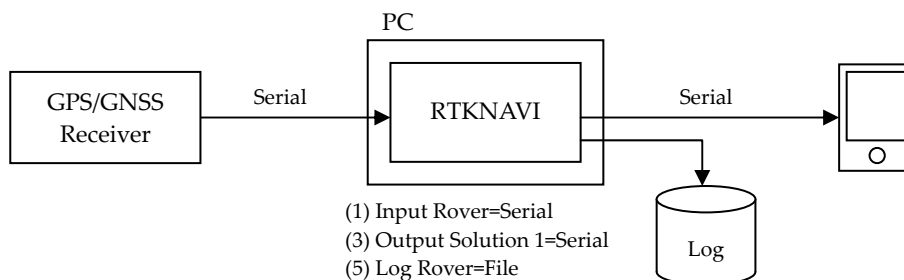 PC
GPS/GNSS
Receiver
Serial
RTKNAVI
Serial
(1) Input Rover=Serial
(3) Output Solution 1=Serial
(5) Log Rover=File
Log